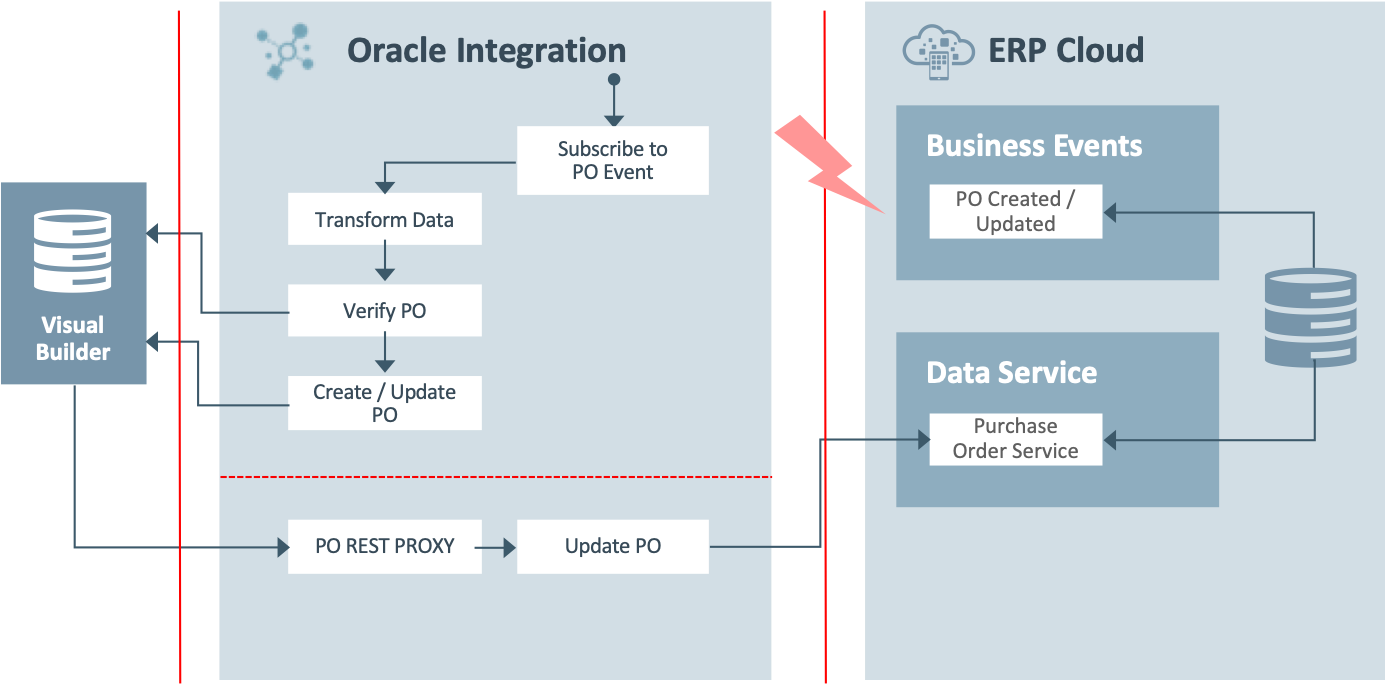 Oracle Integration
Subscribe to
PO Event
Transform Data
Verify PO
Create / Update
PO
Visual
Builder
PO REST PROXY
Update PO
ERP Cloud
Business Events
PO Created /
Updated
Data Service
Purchase
Order Service